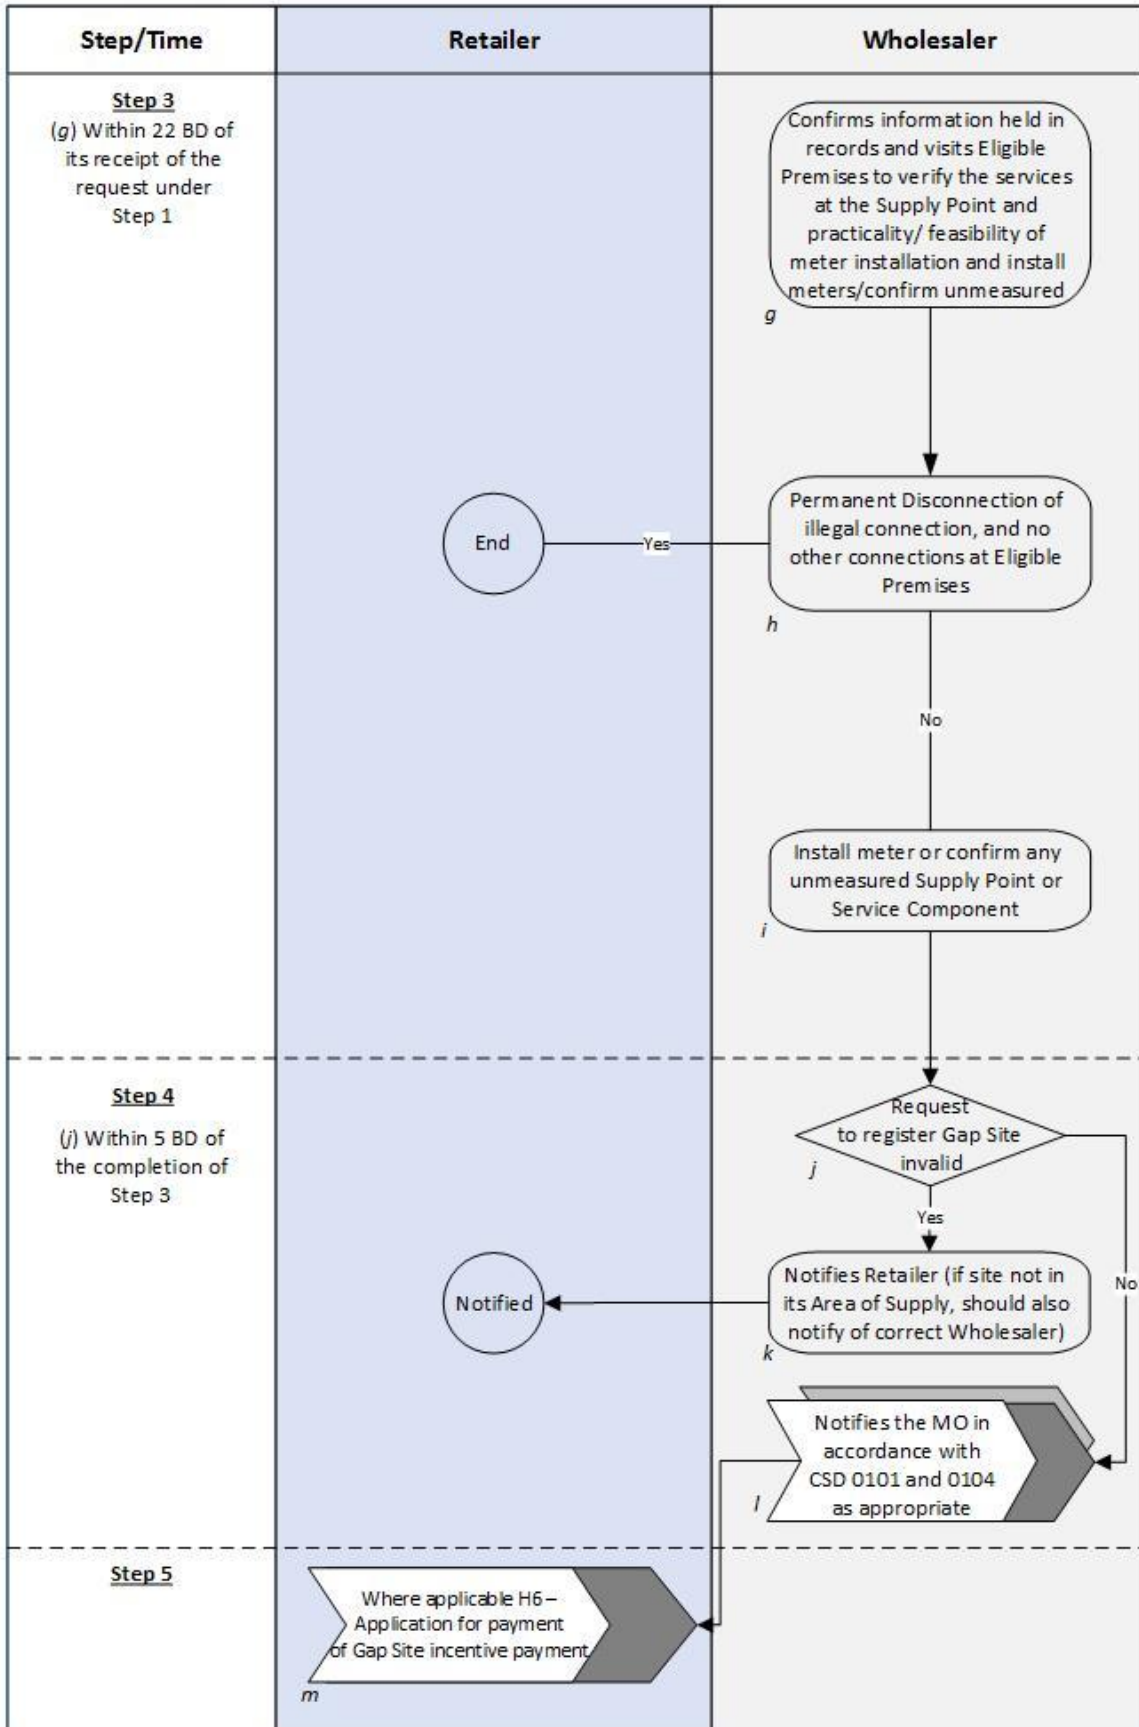 Step/Time
Retailer
Wholesaler
Step 3
(g) Within 22 BD of
its receipt of the
request under
Step 1
Confirms information held in
records and visits Eligible
Premises to verify the services
at the Supply Point and
practicality/ feasibility of
meter installation and install
meters/confirm unmeasured
g
End
Yes
Permanent Disconnection of
illegal connection, and no
other connections at Eligible
Premises
h
No
Install meter or confirm any
unmeasured Supply Point or
Service Component
i
Step 4
(j) Within 5 BD of
the completion of
Step 3
Request
to register Gap Site
invalid
j
Yes
No
Notified
Notifies Retailer (if site not in
its Area of Supply, should also
notify of correct Wholesaler)
k
Notifies the MO in
accordance with
CSD 0101 and 0104
as appropriate
l
Step 5
Where applicable H6 –
Application for payment
of Gap Site incentive payment
m